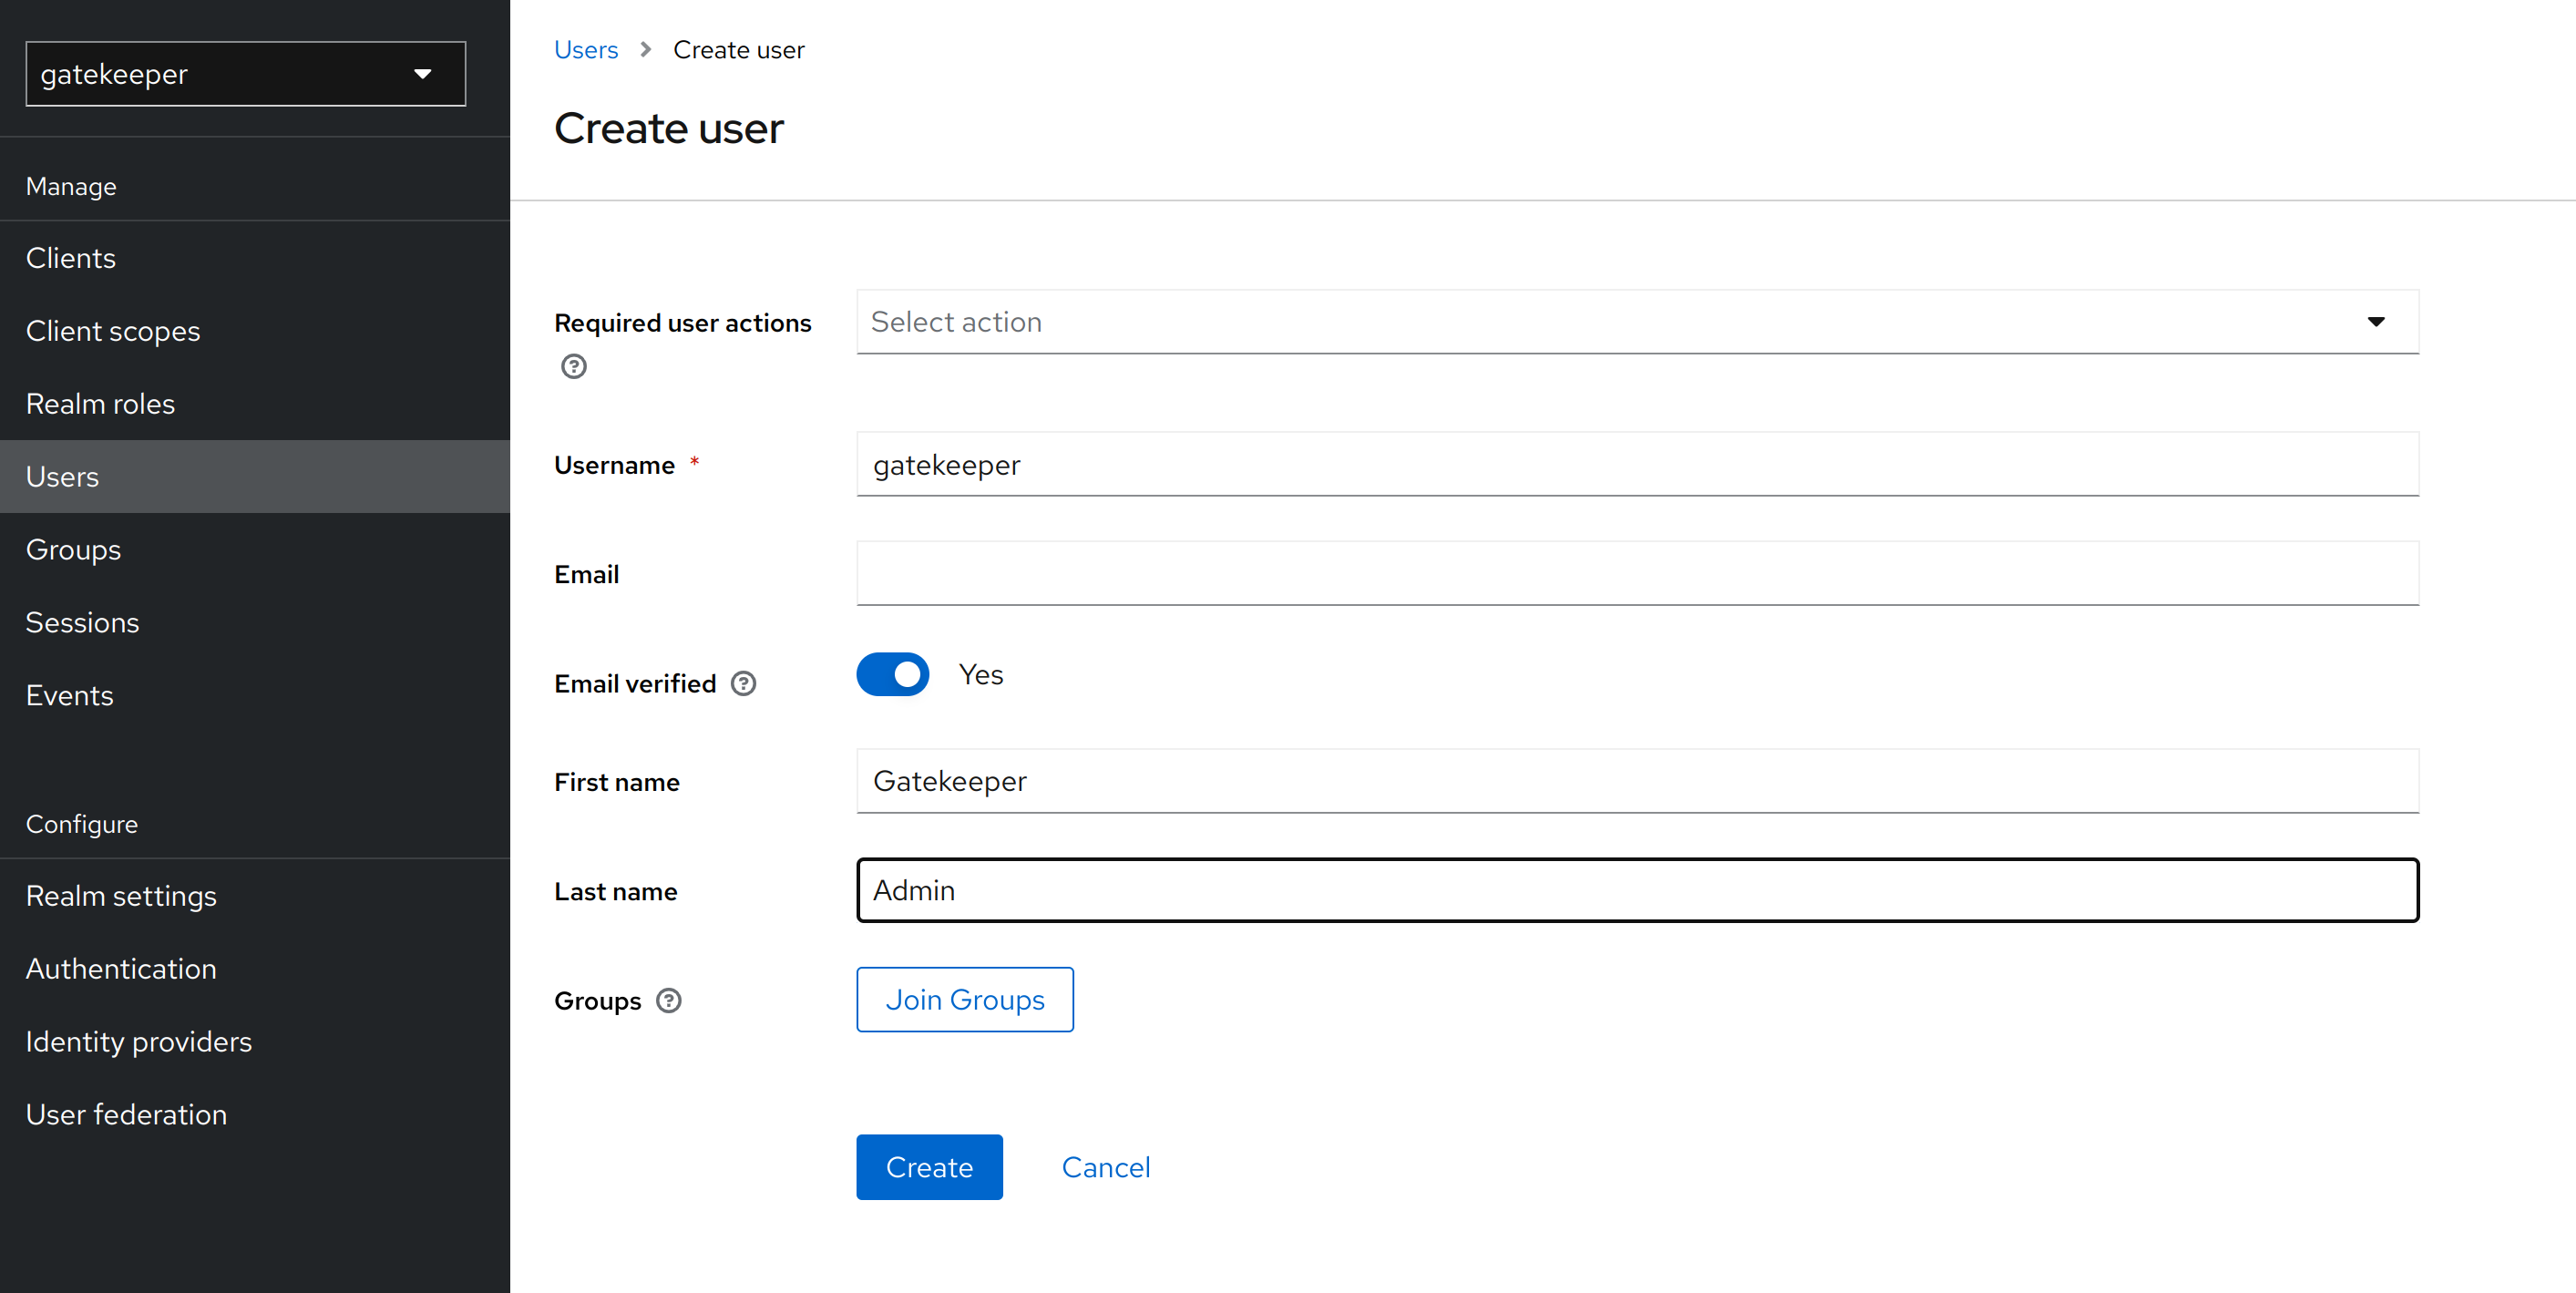 gatekeeper
Manage
Clients
Client scopes
Realm roles
Users
Groups
Sessions
Events
Configure
Realm settings
Authentication
Identity providers
User federation
Users > Create user
Create user
Required user actions
Select action
Username *
gatekeeper
Email
Email verified
Yes
First name
Gatekeeper
Last name
Admin
Groups
Join Groups
Create
Cancel